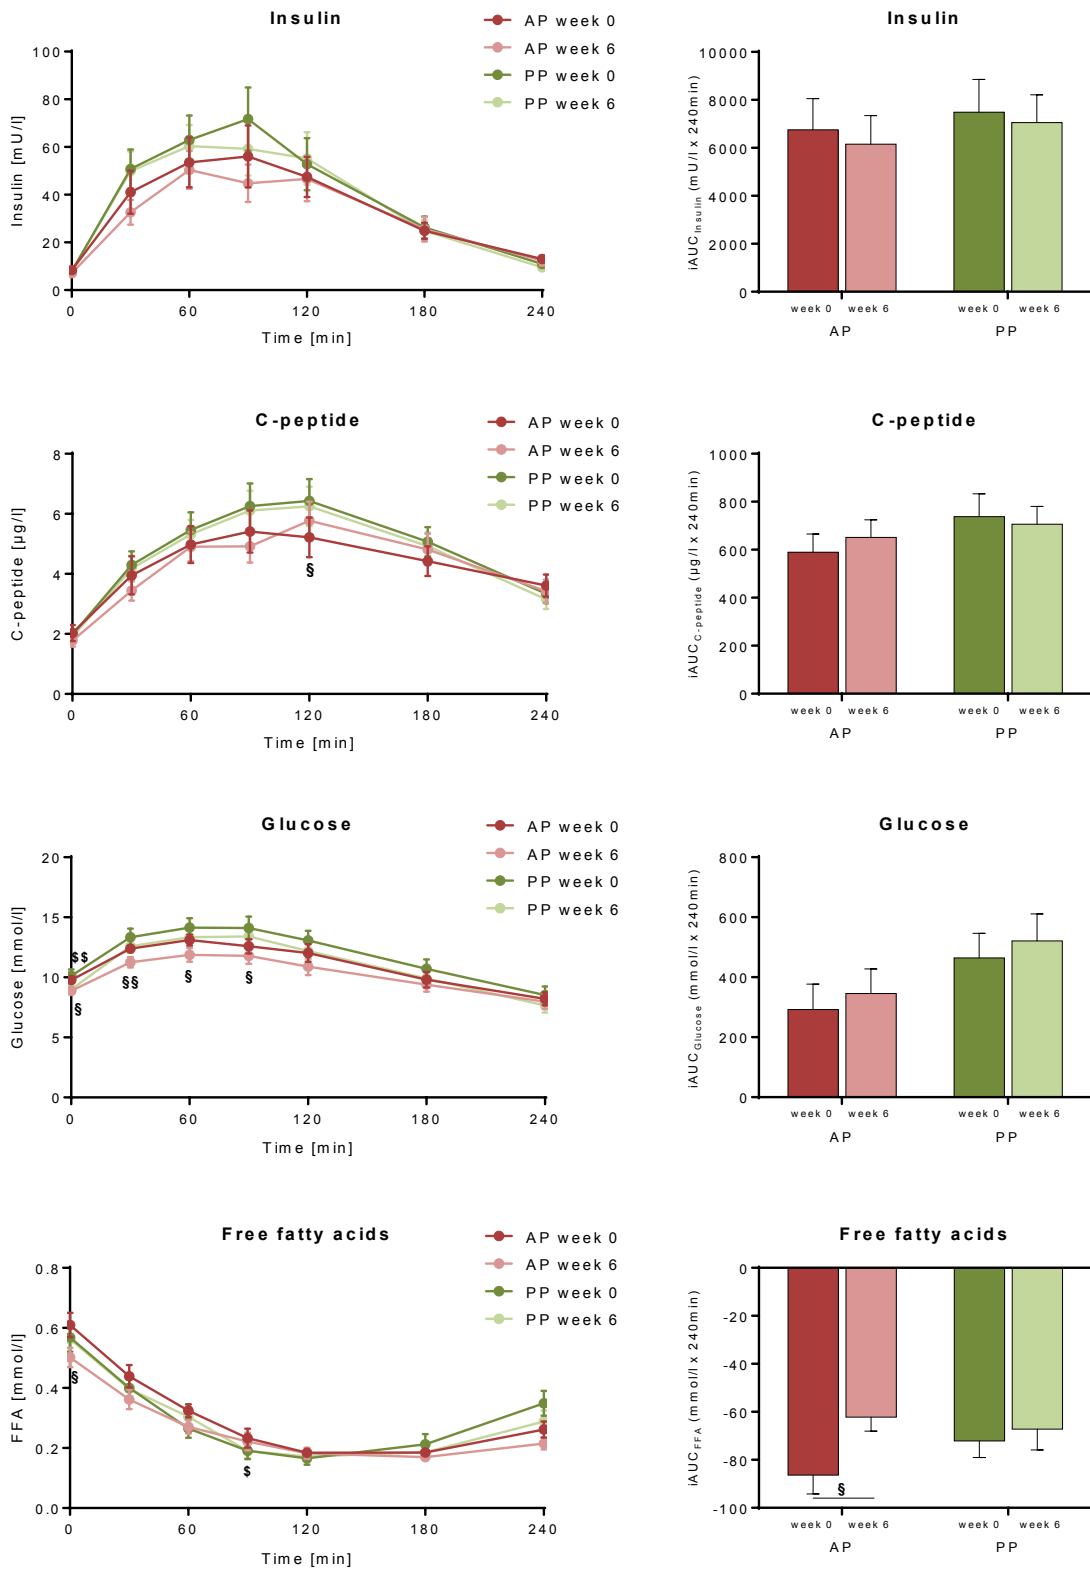 Insulin
AP week 0
AP week 6
PP week 0
PP week 6
Insulin [mU/l]
100
80
60
40
20
0
0 60 120 180 240
Time [min]
Insulin
iAUC Insulin (mU/l x 240min)
10000
8000
6000
4000
2000
0
week 0 week 6 week 0 week 6
AP PP
C-peptide
AP week 0
AP week 6
PP week 0
PP week 6
C-peptide [µg/l]
8
6
4
2
0
§
0 60 120 180 240
Time [min]
C-peptide
iAUC C-peptide (µg/l x 240min)
1000
800
600
400
200
0
week 0 week 6 week 0 week 6
AP PP
Glucose
AP week 0
AP week 6
PP week 0
PP week 6
Glucose [mmol/l]
20
15
10
5
0
$$
§ §§ § §
0 60 120 180 240
Time [min]
Glucose
iAUC Glucose (mmol/l x 240min)
800
600
400
200
0
week 0 week 6 week 0 week 6
AP PP
Free fatty acids
AP week 0
AP week 6
PP week 0
PP week 6
FFA [mmol/l]
0.8
0.6
0.4
0.2
0.0
§
$
0 60 120 180 240
Time [min]
Free fatty acids
iAUC FFA (mmol/l x 240min)
0
-20
-40
-60
-80
-100
§
week 0 week 6 week 0 week 6
AP PP